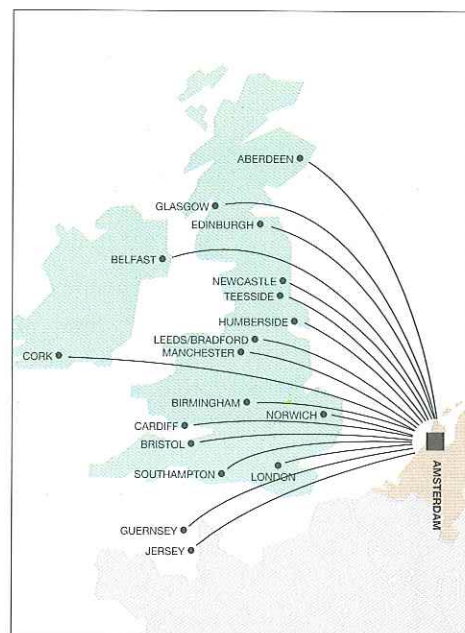 ABERDEEN
GLASGOW
EDINBURGH
BELFAST
NEWCASTLE
TEESSIDE
HUMBERSIDE
LEEDS/BRADFORD
MANCHESTER
CORK
BIRMINGHAM
NORWICH
CARDIFF
BRISTOL
SOUTHAMPTON
LONDON
AMSTERDAM
GUERNSEY
JERSEY